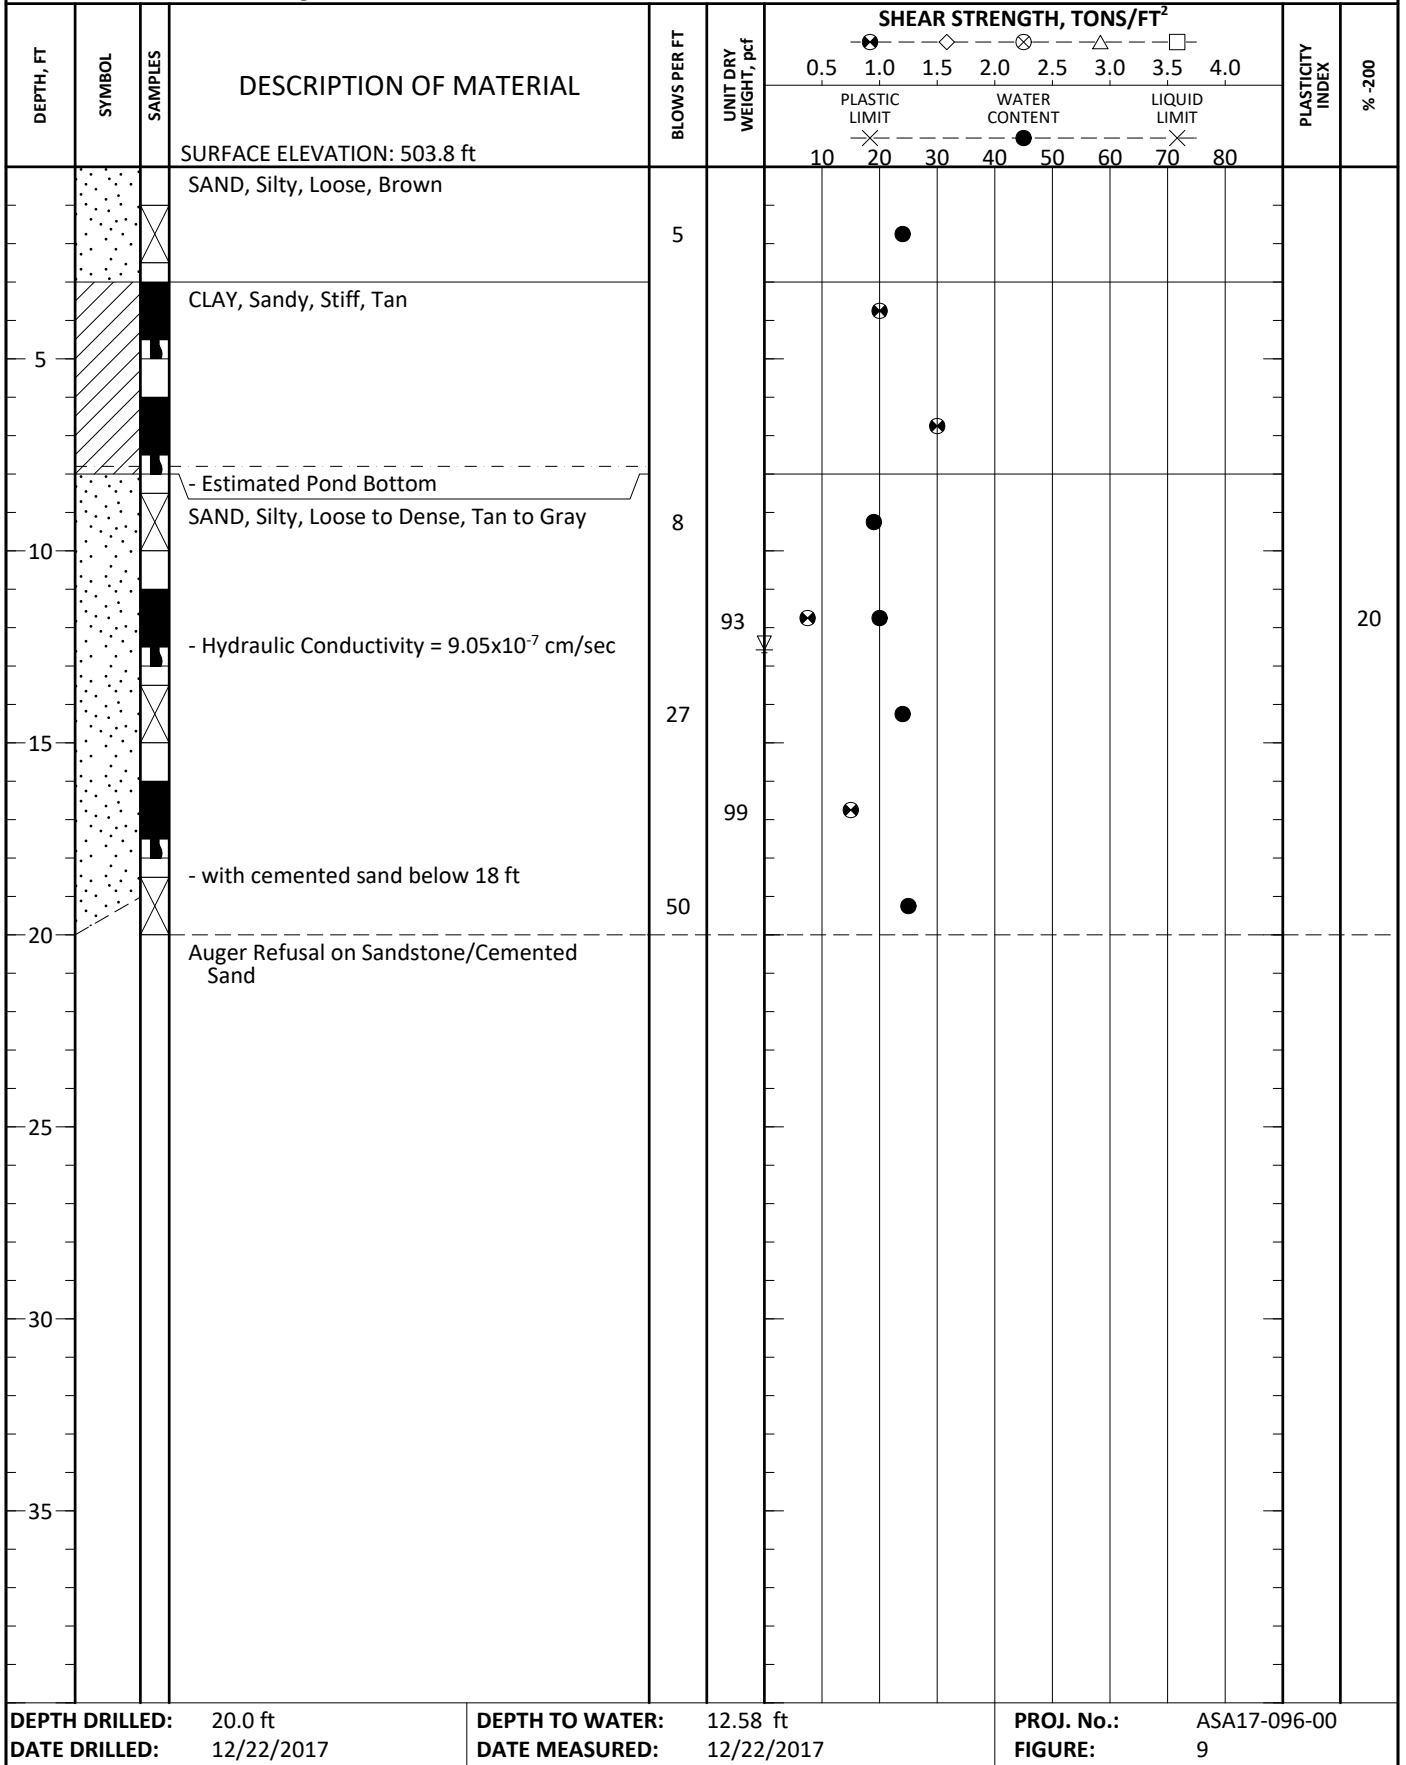 DEPTH, FT
SYMBOL
SAMPLES
DESCRIPTION OF MATERIAL
SURFACE ELEVATION: 503.8 ft
BLOWS PER FT
UNIT DRY
WEIGHT, pcf
SHEAR STRENGTH, TONS/FT²
0.5 1.0 1.5 2.0 2.5 3.0 3.5 4.0
PLASTIC
LIMIT
WATER
CONTENT
LIQUID
LIMIT
10 20 30 40 50 60 70 80
PLASTICITY
INDEX
% -200
SAND, Silty, Loose, Brown
5
CLAY, Sandy, Stiff, Tan
5
- Estimated Pond Bottom
SAND, Silty, Loose to Dense, Tan to Gray
8
10
93
20
- Hydraulic Conductivity = 9.05x10⁻⁷ cm/sec
27
15
99
- with cemented sand below 18 ft
50
20
Auger Refusal on Sandstone/Cemented
Sand
25
30
35
DEPTH DRILLED: 20.0 ft
DATE DRILLED: 12/22/2017
DEPTH TO WATER: 12.58 ft
DATE MEASURED: 12/22/2017
PROJ. No.: ASA17-096-00
FIGURE: 9